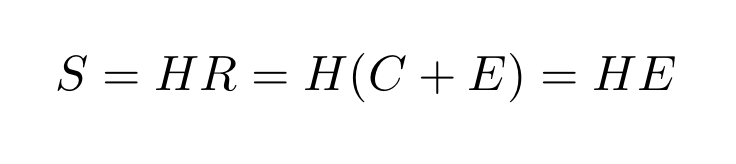 S = HR = H(C + E) = HE